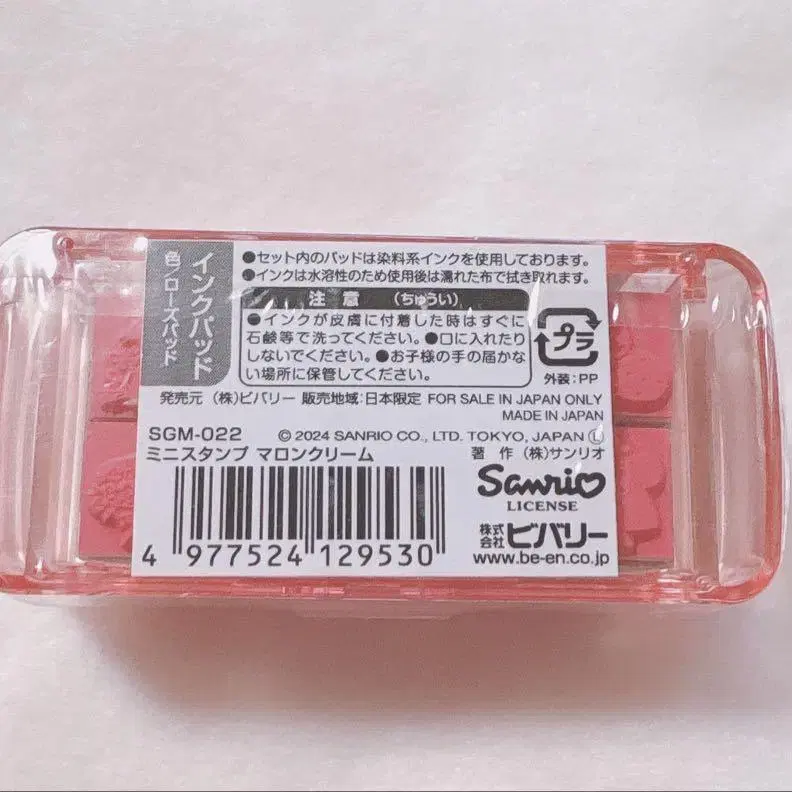 インクパッド
色/ローズパッド
●セット内のパッドは染料系インクを使用しております。
●インクは水溶性のため使用後は濡れた布で拭き取れます。
注意 (ちゅうい)
●インクが皮膚に付着した時はすぐに
石鹸等で洗ってください。●口に入れたり
しないでください。●お子様の手の届かな
い場所に保管してください。
プラ
外装:PP
発売元 (株)ビバリー 販売地域:日本限定 FOR SALE IN JAPAN ONLY
MADE IN JAPAN
SGM-022 © 2024 SANRIO CO., LTD. TOKYO, JAPAN Ⓛ
ミニスタンプ マロンクリーム 著 作 (株)サンリオ
Sanrio
LICENSE
4 977524 129530
株式会社 ビバリー
www.be-en.co.jp